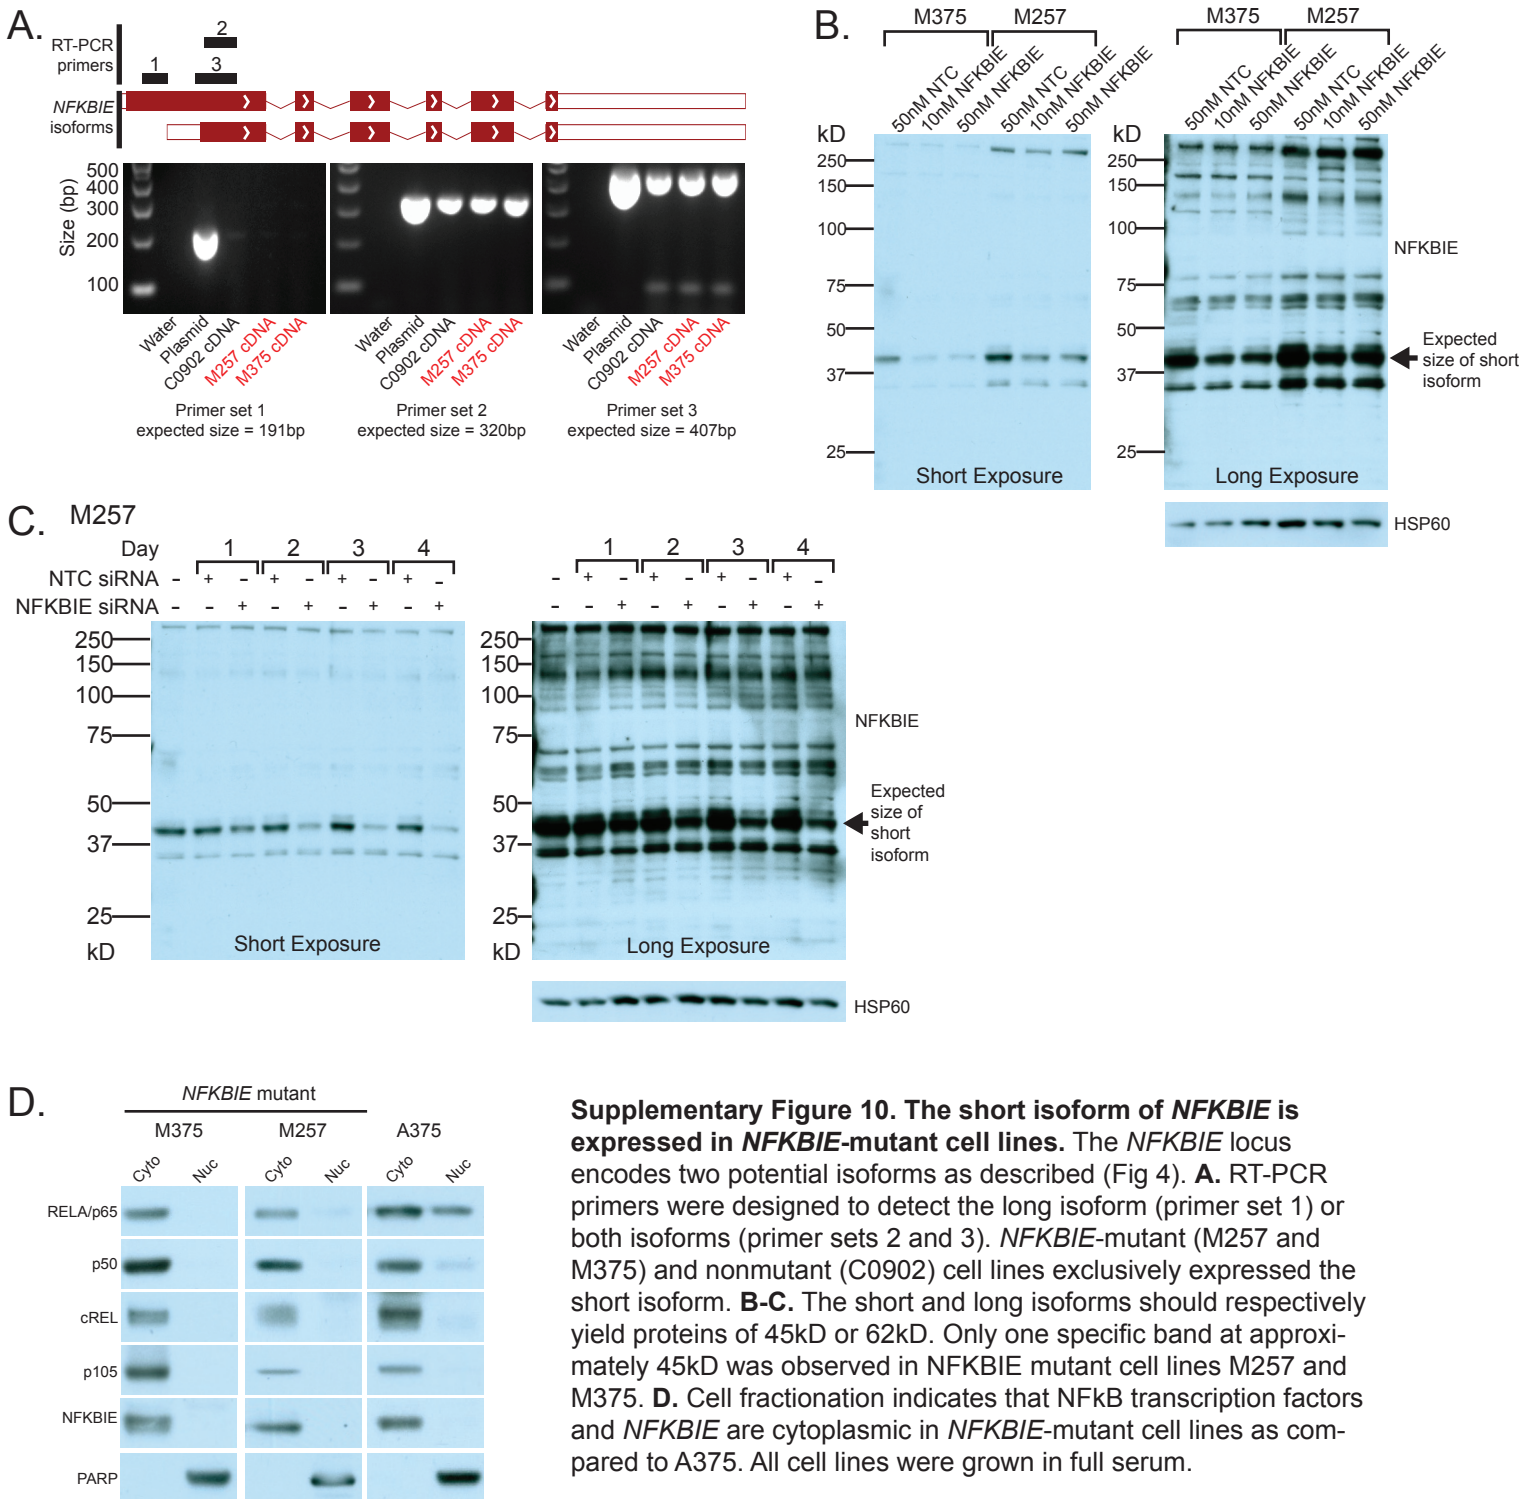 A.
RT-PCR
primers
1
2
3
NFKBIE
isoforms
Size (bp)
500
400
300
200
100
Water
Plasmid
C0902 cDNA
M257 cDNA
M375 cDNA
Primer set 1
expected size = 191bp
Water
Plasmid
C0902 cDNA
M257 cDNA
M375 cDNA
Primer set 2
expected size = 320bp
Water
Plasmid
C0902 cDNA
M257 cDNA
M375 cDNA
Primer set 3
expected size = 407bp
B.
M375
M257
50nM NTC
10nM NFKBIE
50nM NFKBIE
50nM NTC
10nM NFKBIE
50nM NFKBIE
kD
250
150
100
75
50
37
25
Short Exposure
M375
M257
50nM NTC
10nM NFKBIE
50nM NFKBIE
50nM NTC
10nM NFKBIE
50nM NFKBIE
kD
250
150
100
75
50
37
25
Long Exposure
NFKBIE
Expected
size of short
isoform
HSP60
C.
M257
Day 1 2 3 4
NTC siRNA - + - + - + - + -
NFKBIE siRNA - - + - + - + - +
250
150
100
75
50
37
25
kD
Short Exposure
1 2 3 4
- + - + - + - + -
- - + - + - + - +
250
150
100
75
50
37
25
kD
Long Exposure
NFKBIE
Expected
size of
short
isoform
HSP60
D.
NFKBIE mutant
M375 M257 A375
Cyto Nuc Cyto Nuc Cyto Nuc
RELA/p65
p50
cREL
p105
NFKBIE
PARP
Supplementary Figure 10. The short isoform of NFKBIE is
expressed in NFKBIE-mutant cell lines. The NFKBIE locus
encodes two potential isoforms as described (Fig 4). A. RT-PCR
primers were designed to detect the long isoform (primer set 1) or
both isoforms (primer sets 2 and 3). NFKBIE-mutant (M257 and
M375) and nonmutant (C0902) cell lines exclusively expressed the
short isoform. B-C. The short and long isoforms should respectively
yield proteins of 45kD or 62kD. Only one specific band at approxi-
mately 45kD was observed in NFKBIE mutant cell lines M257 and
M375. D. Cell fractionation indicates that NFkB transcription factors
and NFKBIE are cytoplasmic in NFKBIE-mutant cell lines as com-
pared to A375. All cell lines were grown in full serum.